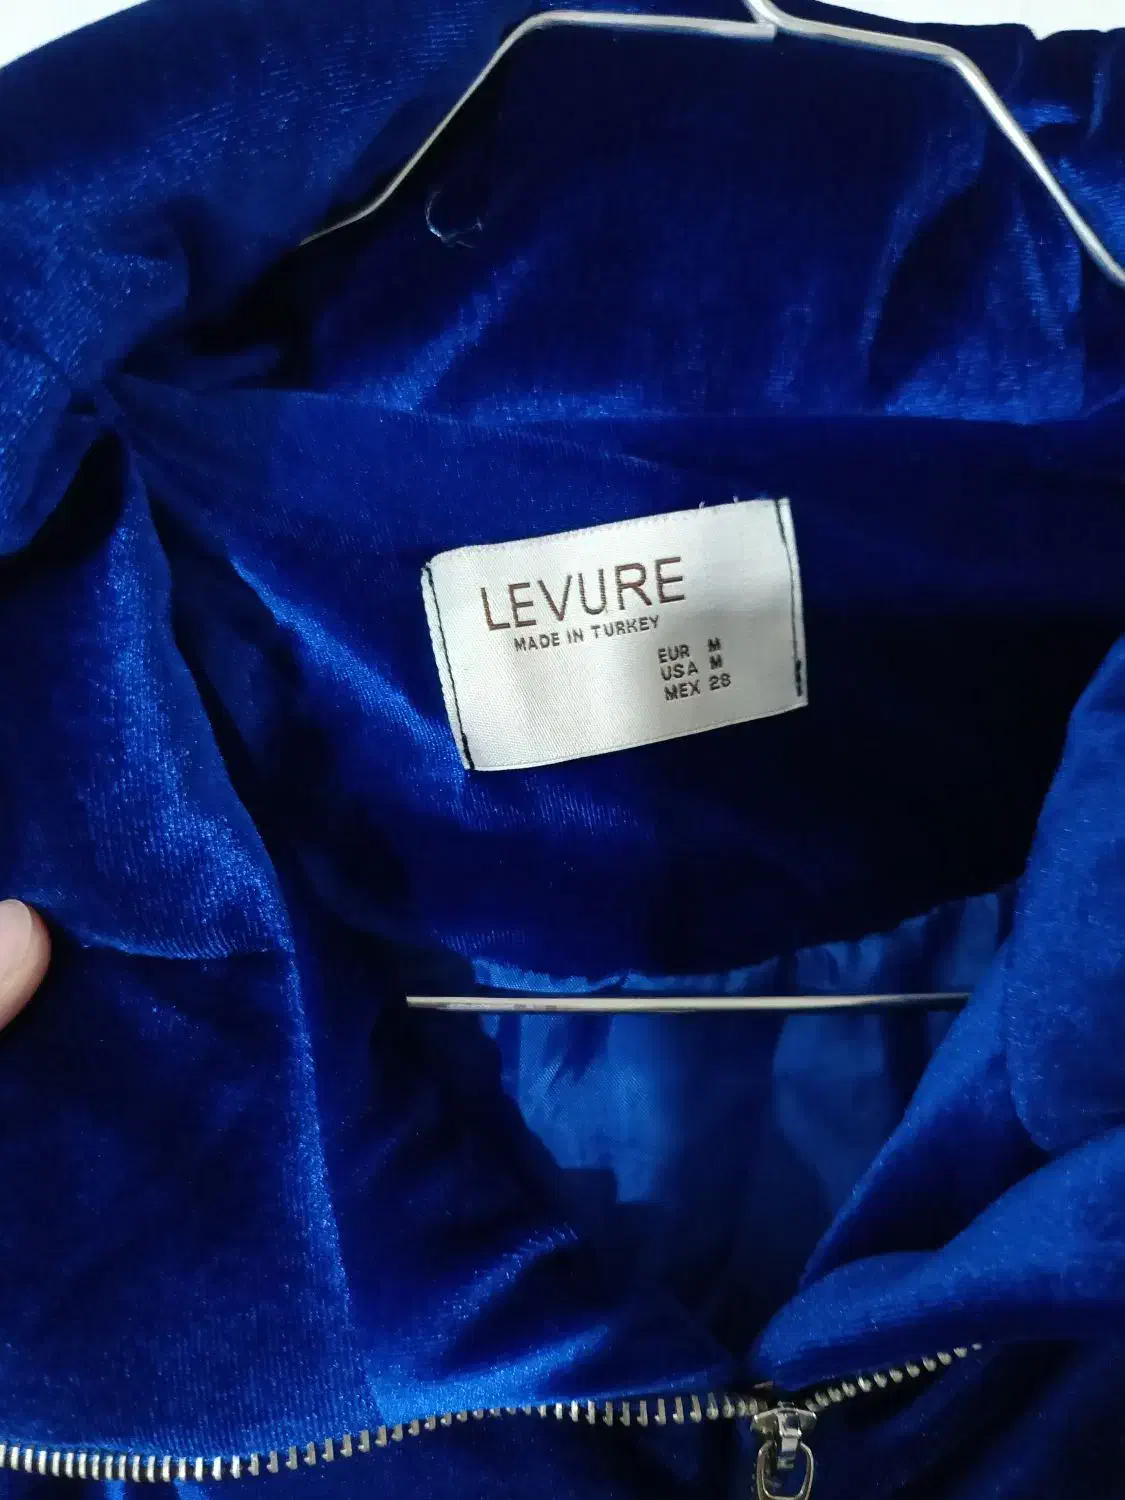 LEVURE
MADE IN TURKEY
EUR M
USA M
MEX 28